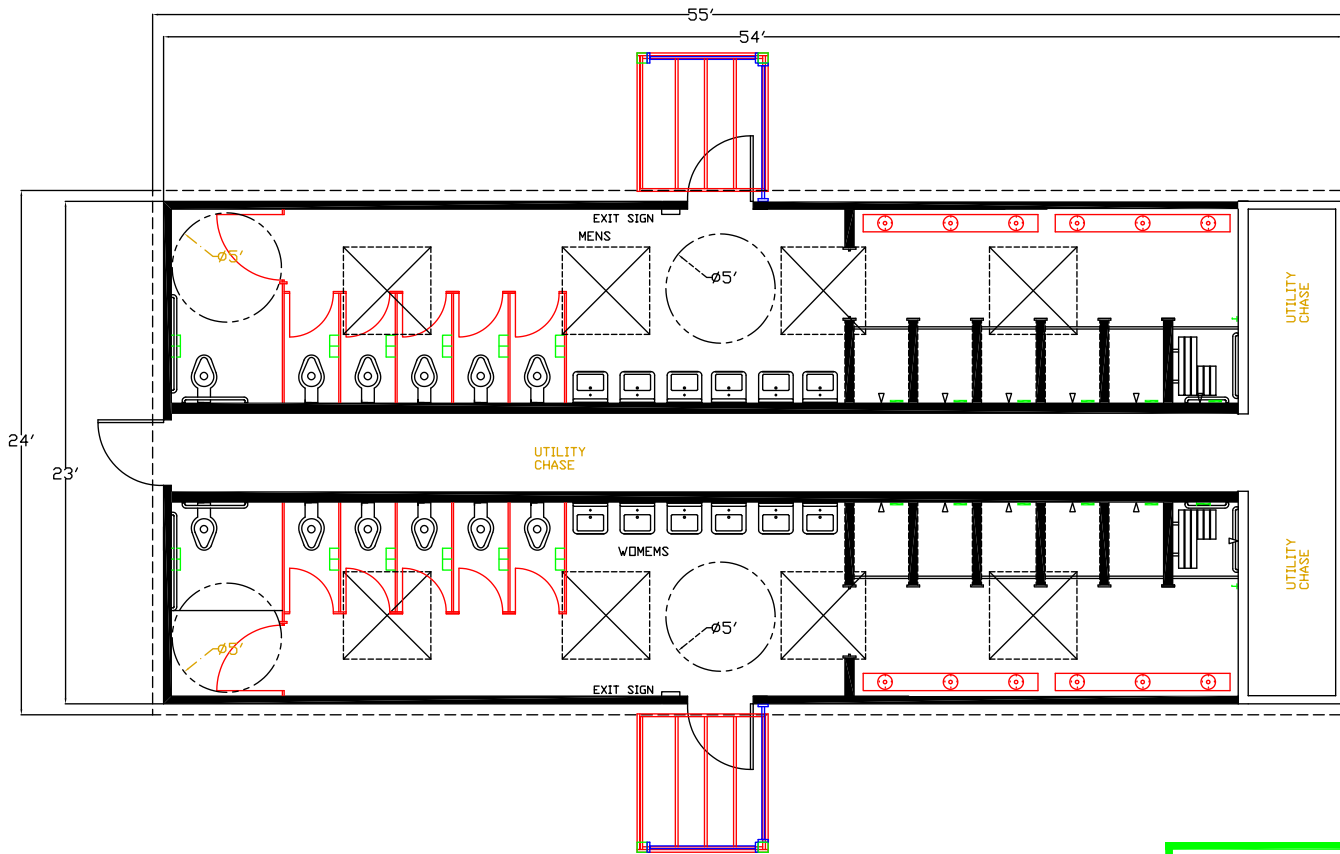 55'
54'
EXIT SIGN
MENS
ø5'
ø5'
UTILITY
CHASE
24'
23'
UTILITY
CHASE
WOMEMS
UTILITY
CHASE
ø5'
ø5'
EXIT SIGN